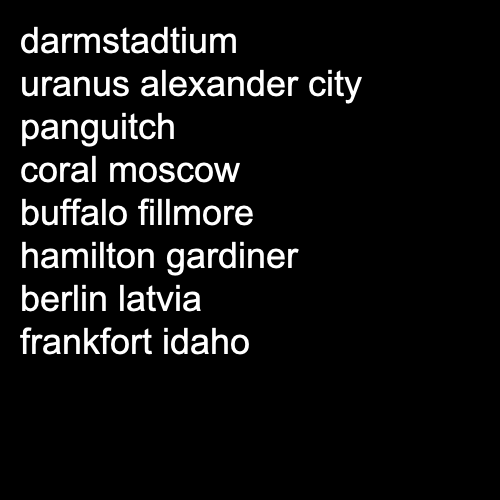 darmstadtium
uranus alexander city
panguitch
coral moscow
buffalo fillmore
hamilton gardiner
berlin latvia
frankfort idaho